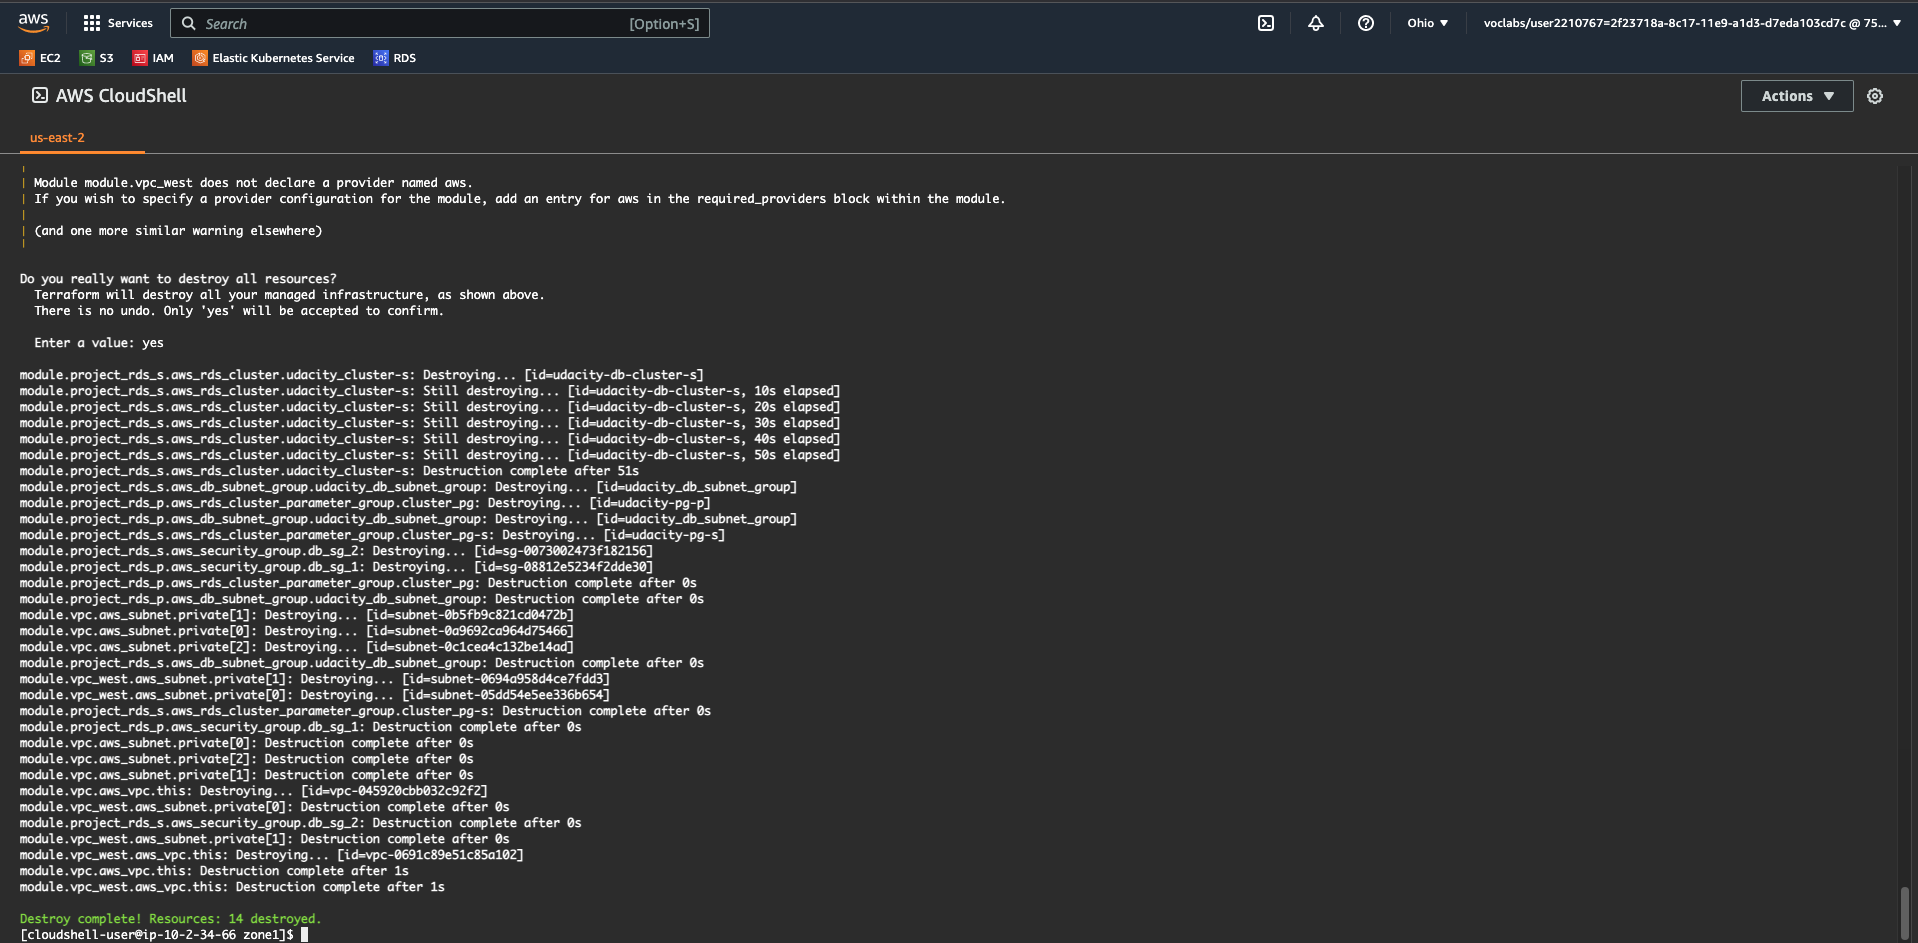 aws
Services
Search
[Option+S]
Ohio ▼
voclabs/user2210767=2f23718a-8c17-11e9-a1d3-d7eda103cd7c @ 75... ▼
EC2
S3
IAM
Elastic Kubernetes Service
RDS
AWS CloudShell
Actions ▼
us-east-2
Module module.vpc_west does not declare a provider named aws.
If you wish to specify a provider configuration for the module, add an entry for aws in the required_providers block within the module.
(and one more similar warning elsewhere)
Do you really want to destroy all resources?
Terraform will destroy all your managed infrastructure, as shown above.
There is no undo. Only 'yes' will be accepted to confirm.
Enter a value: yes
module.project_rds_s.aws_rds_cluster.udacity_cluster-s: Destroying... [id=udacity-db-cluster-s]
module.project_rds_s.aws_rds_cluster.udacity_cluster-s: Still destroying... [id=udacity-db-cluster-s, 10s elapsed]
module.project_rds_s.aws_rds_cluster.udacity_cluster-s: Still destroying... [id=udacity-db-cluster-s, 20s elapsed]
module.project_rds_s.aws_rds_cluster.udacity_cluster-s: Still destroying... [id=udacity-db-cluster-s, 30s elapsed]
module.project_rds_s.aws_rds_cluster.udacity_cluster-s: Still destroying... [id=udacity-db-cluster-s, 40s elapsed]
module.project_rds_s.aws_rds_cluster.udacity_cluster-s: Still destroying... [id=udacity-db-cluster-s, 50s elapsed]
module.project_rds_s.aws_rds_cluster.udacity_cluster-s: Destruction complete after 51s
module.project_rds_s.aws_db_subnet_group.udacity_db_subnet_group: Destroying... [id=udacity_db_subnet_group]
module.project_rds_p.aws_rds_cluster_parameter_group.cluster_pg: Destroying... [id=udacity-pg-p]
module.project_rds_p.aws_db_subnet_group.udacity_db_subnet_group: Destroying... [id=udacity_db_subnet_group]
module.project_rds_s.aws_rds_cluster_parameter_group.cluster_pg-s: Destroying... [id=udacity-pg-s]
module.project_rds_s.aws_security_group.db_sg_2: Destroying... [id=sg-0073002473f182156]
module.project_rds_p.aws_security_group.db_sg_1: Destroying... [id=sg-08812e5234f2dde30]
module.project_rds_p.aws_rds_cluster_parameter_group.cluster_pg: Destruction complete after 0s
module.project_rds_p.aws_db_subnet_group.udacity_db_subnet_group: Destruction complete after 0s
module.vpc.aws_subnet.private[1]: Destroying... [id=subnet-0b5fb9c821cd0472b]
module.vpc.aws_subnet.private[0]: Destroying... [id=subnet-0a9692ca964d75466]
module.vpc.aws_subnet.private[2]: Destroying... [id=subnet-0c1cea4c132be14ad]
module.project_rds_s.aws_db_subnet_group.udacity_db_subnet_group: Destruction complete after 0s
module.vpc_west.aws_subnet.private[1]: Destroying... [id=subnet-0694a958d4ce7fdd3]
module.vpc_west.aws_subnet.private[0]: Destroying... [id=subnet-05dd54e5ee336b654]
module.project_rds_s.aws_rds_cluster_parameter_group.cluster_pg-s: Destruction complete after 0s
module.project_rds_p.aws_security_group.db_sg_1: Destruction complete after 0s
module.vpc.aws_subnet.private[0]: Destruction complete after 0s
module.vpc.aws_subnet.private[2]: Destruction complete after 0s
module.vpc.aws_subnet.private[1]: Destruction complete after 0s
module.vpc.aws_vpc.this: Destroying... [id=vpc-045920cbb032c92f2]
module.vpc_west.aws_subnet.private[0]: Destruction complete after 0s
module.project_rds_s.aws_security_group.db_sg_2: Destruction complete after 0s
module.vpc_west.aws_subnet.private[1]: Destruction complete after 0s
module.vpc_west.aws_vpc.this: Destroying... [id=vpc-0691c89e51c85a102]
module.vpc.aws_vpc.this: Destruction complete after 1s
module.vpc_west.aws_vpc.this: Destruction complete after 1s
Destroy complete! Resources: 14 destroyed.
[cloudshell-user@ip-10-2-34-66 zone1]$